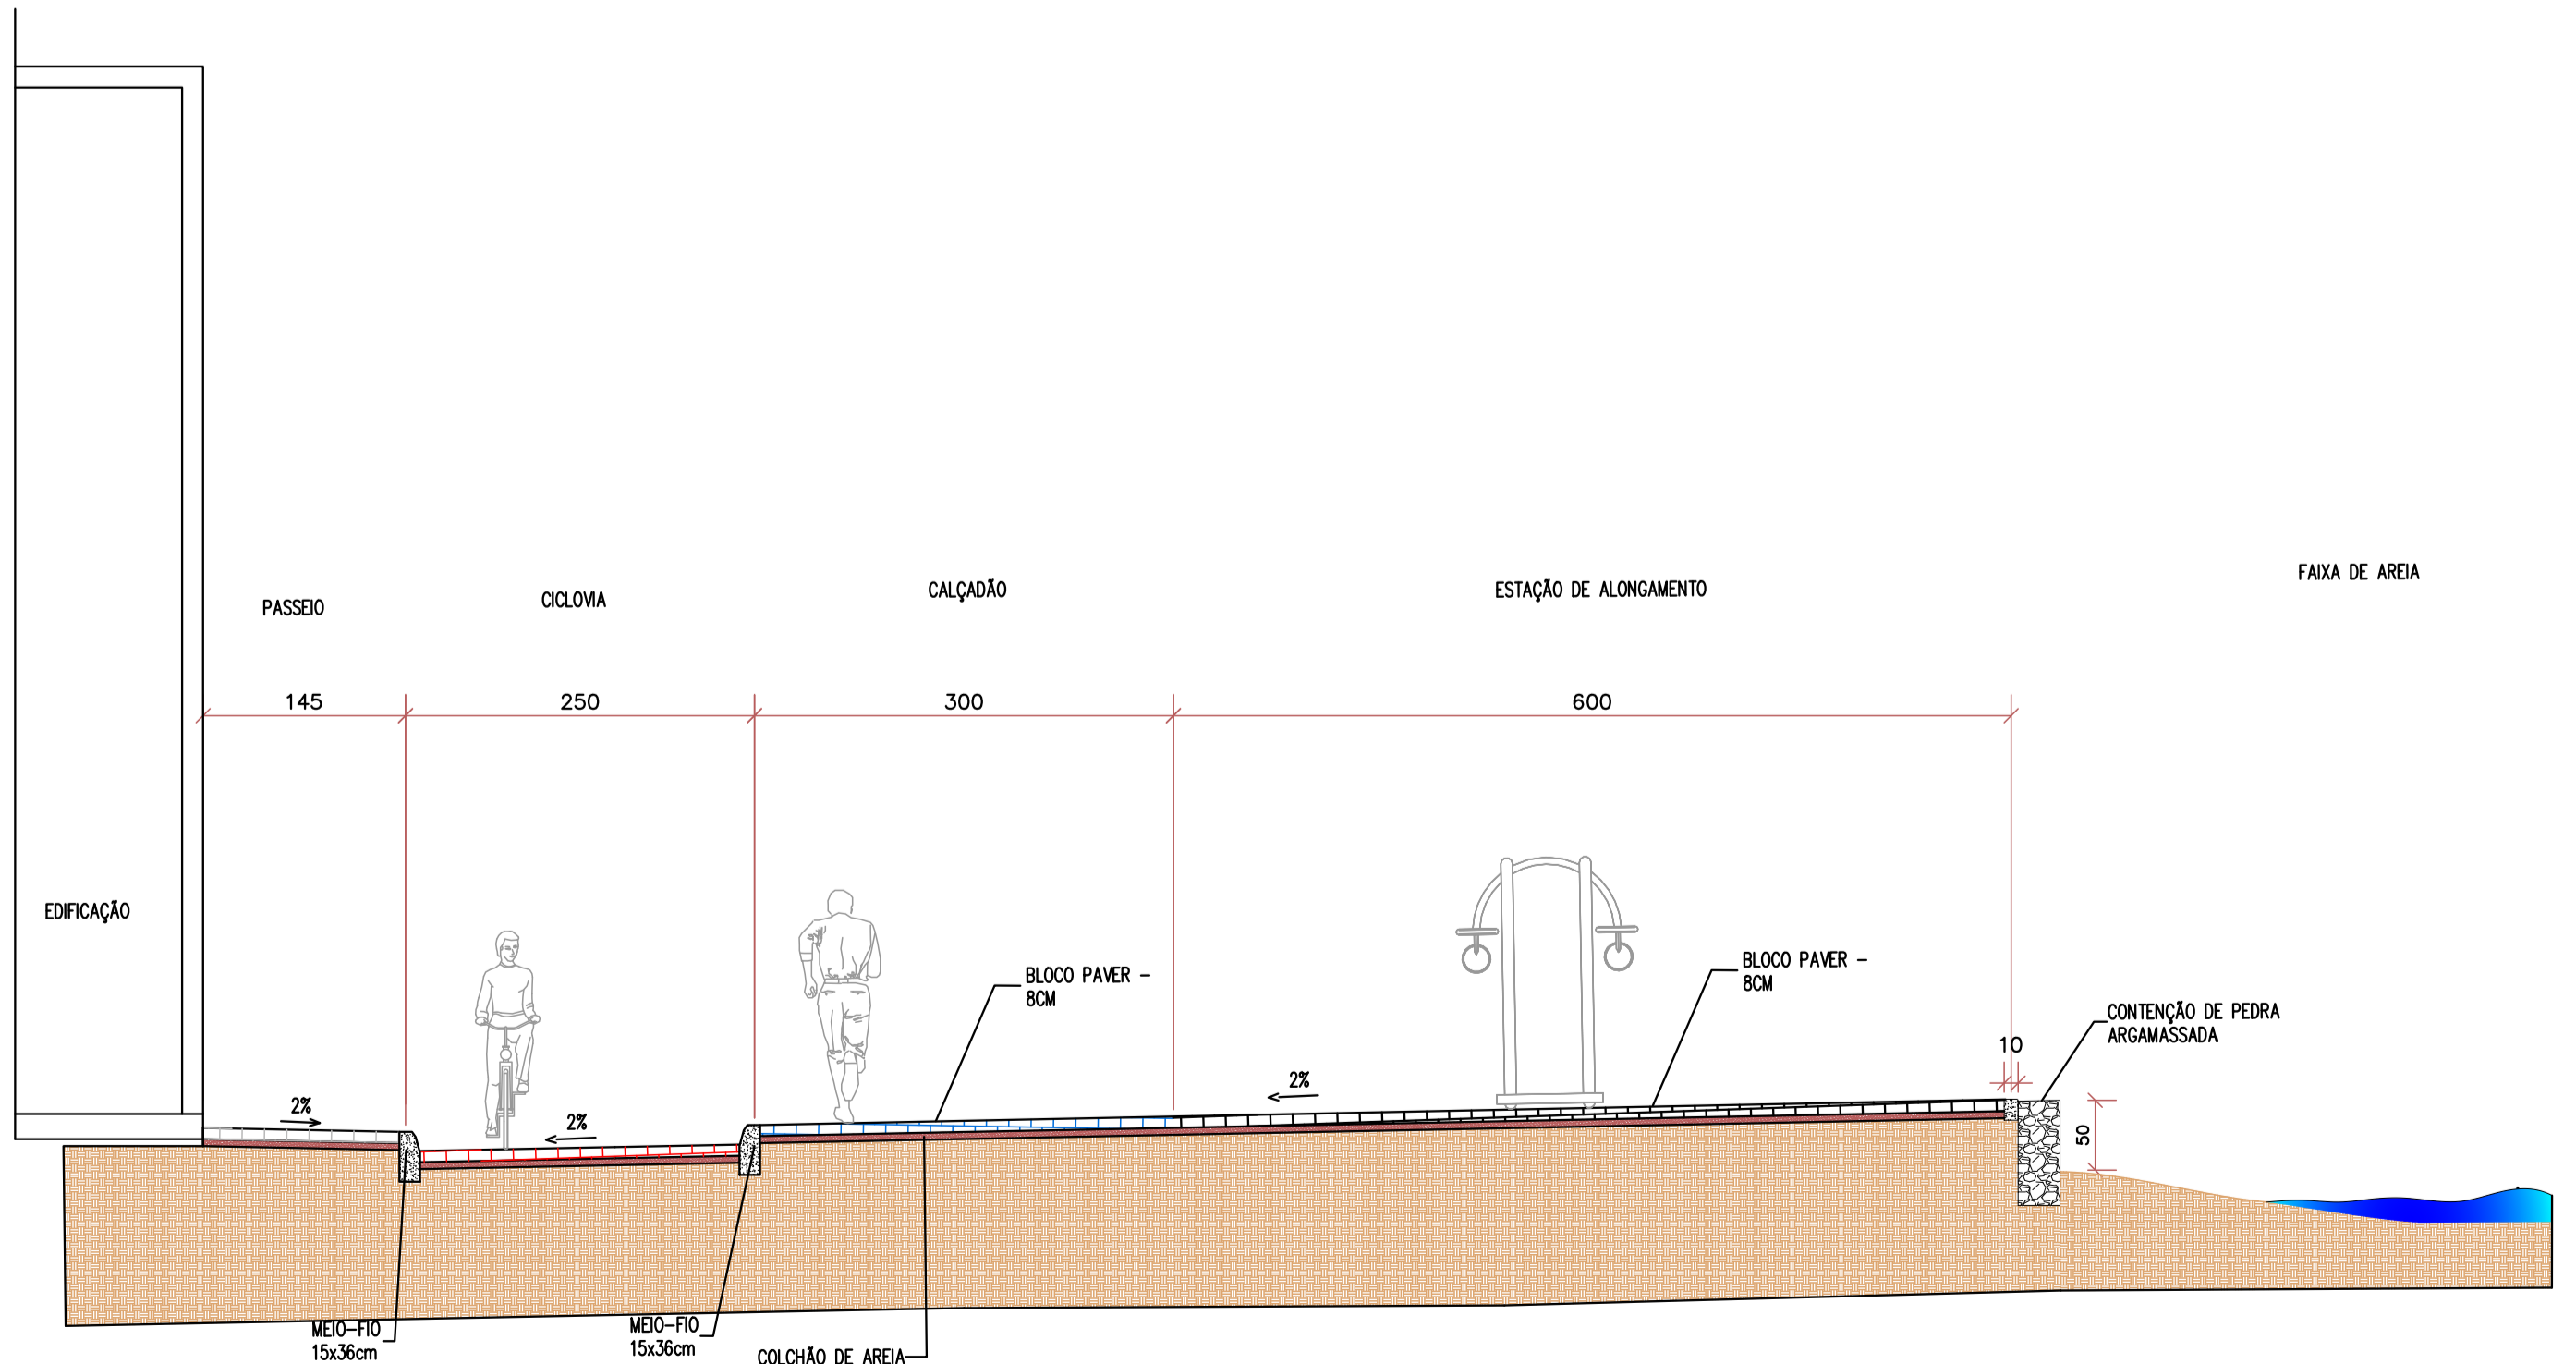 FAIXA DE AREIA
PASSEIO
CICLOVIA
CALÇADÃO
ESTAÇÃO DE ALONGAMENTO
145
250
300
600
EDIFICAÇÃO
BLOCO PAVER –
8CM
BLOCO PAVER –
8CM
CONTENÇÃO DE PEDRA
ARGAMASSADA
10
2%
2%
2%
50
MEIO-FIO
15x36cm
MEIO-FIO
15x36cm
COLCHÃO DE AREIA